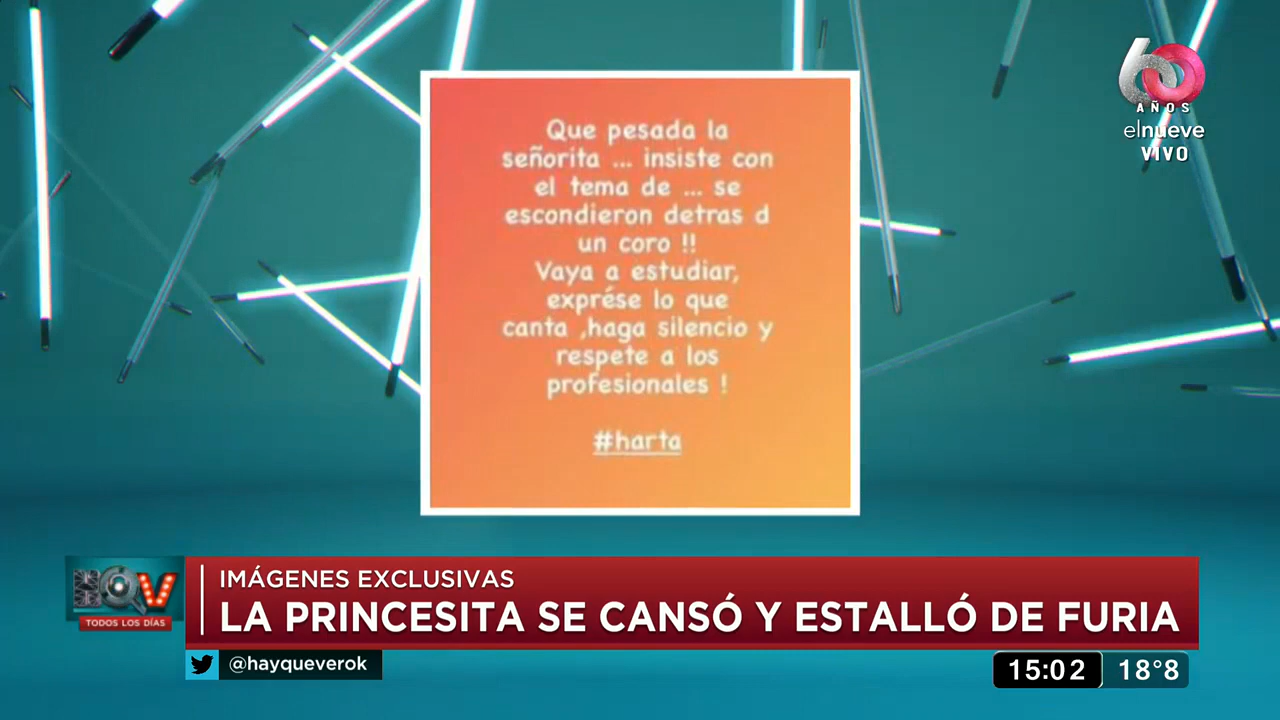 60
AÑOS
elnueve
VIVO
Que pesada la
señorita ... insiste con
el tema de ... se
escondieron detras d
un coro !!
Vaya a estudiar,
exprése lo que
canta ,haga silencio y
respete a los
profesionales !
#harta
HQV
TODOS LOS DÍAS
IMÁGENES EXCLUSIVAS
LA PRINCESITA SE CANSÓ Y ESTALLÓ DE FURIA
@hayqueverok
15:02
18°8